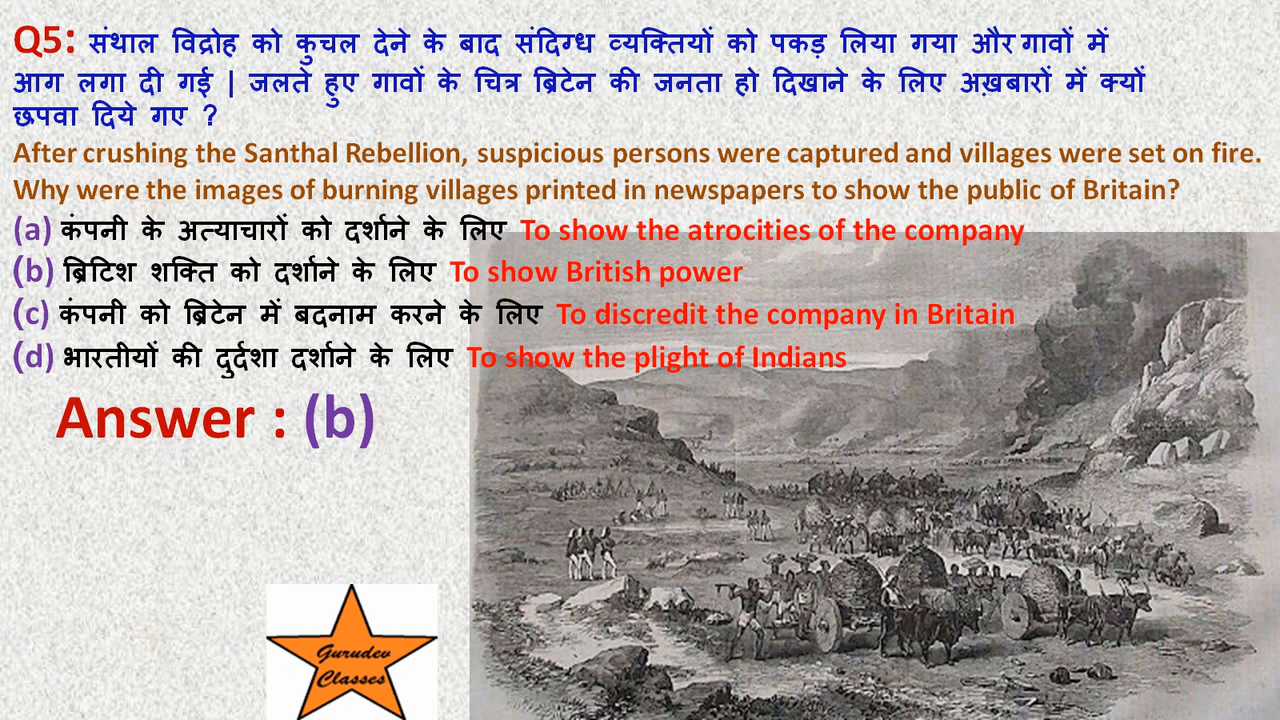 Q5: संथाल विद्रोह को कुचल देने के बाद संदिग्ध व्यक्तियों को पकड़ लिया गया और गावों में
आग लगा दी गई | जलते हुए गावों के चित्र ब्रिटेन की जनता हो दिखाने के लिए अख़बारों में क्यों
छपवा दिये गए ?
After crushing the Santhal Rebellion, suspicious persons were captured and villages were set on fire.
Why were the images of burning villages printed in newspapers to show the public of Britain?
(a) कंपनी के अत्याचारों को दर्शाने के लिए To show the atrocities of the company
(b) ब्रिटिश शक्ति को दर्शाने के लिए To show British power
(c) कंपनी को ब्रिटेन में बदनाम करने के लिए To discredit the company in Britain
(d) भारतीयों की दुर्दशा दर्शाने के लिए To show the plight of Indians
Answer : (b)
Gurudev
Classes